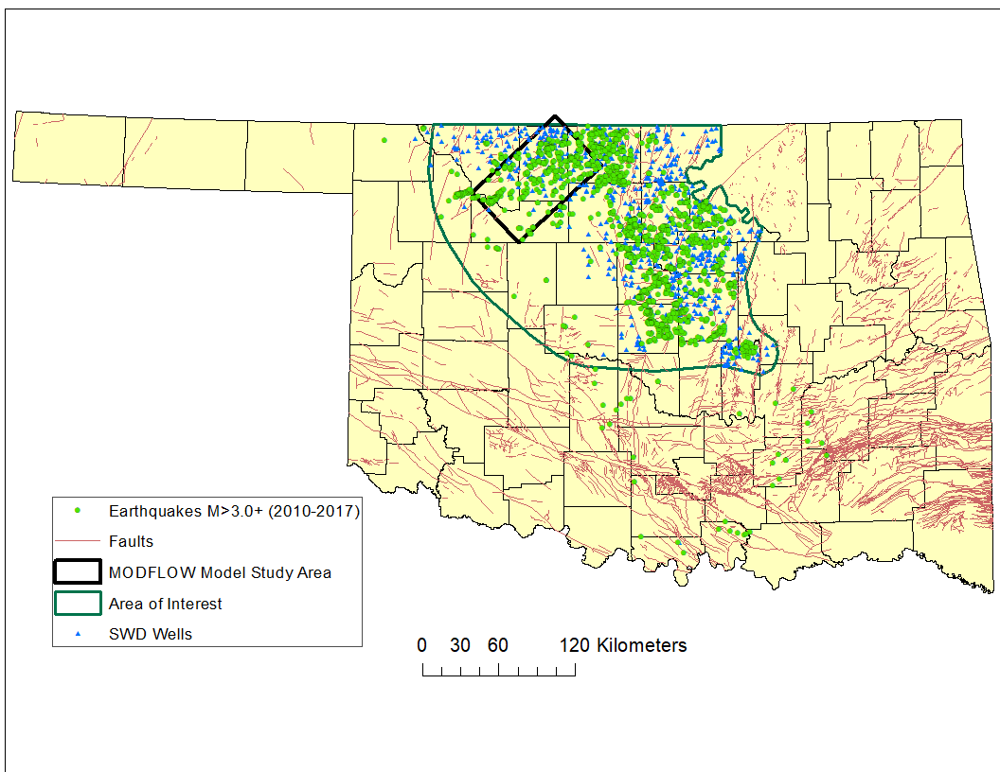 Earthquakes M>3.0+ (2010-2017)
Faults
MODFLOW Model Study Area
Area of Interest
SWD Wells
0 30 60 120 Kilometers